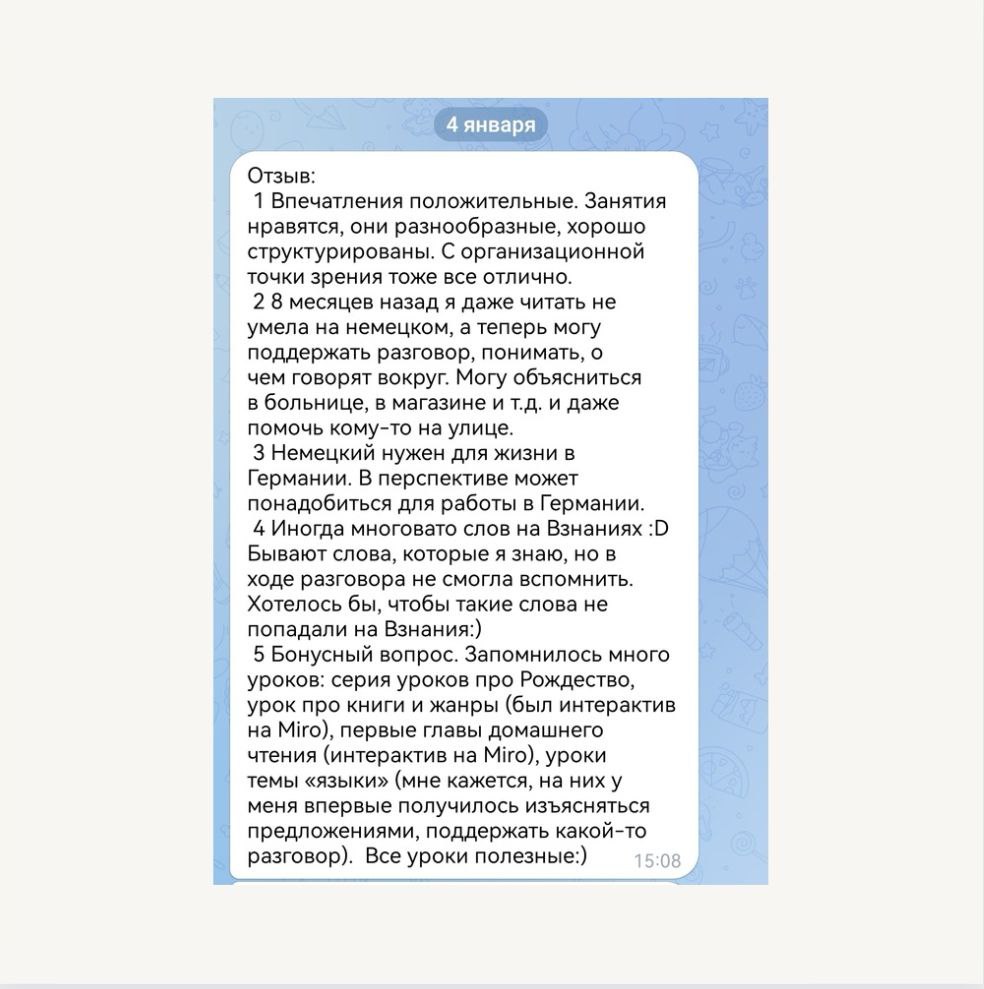 4 января
Отзыв:
1 Впечатления положительные. Занятия
нравятся, они разнообразные, хорошо
структурированы. С организационной
точки зрения тоже все отлично.
2 8 месяцев назад я даже читать не
умела на немецком, а теперь могу
поддержать разговор, понимать, о
чем говорят вокруг. Могу объясниться
в больнице, в магазине и т.д. и даже
помочь кому-то на улице.
3 Немецкий нужен для жизни в
Германии. В перспективе может
понадобиться для работы в Германии.
4 Иногда многовато слов на Взнаниях :D
Бывают слова, которые я знаю, но в
ходе разговора не смогла вспомнить.
Хотелось бы, чтобы такие слова не
попадали на Взнания:)
5 Бонусный вопрос. Запомнилось много
уроков: серия уроков про Рождество,
урок про книги и жанры (был интерактив
на Miro), первые главы домашнего
чтения (интерактив на Miro), уроки
темы «языки» (мне кажется, на них у
меня впервые получилось изъясняться
предложениями, поддержать какой-то
разговор).  Все уроки полезные:)
15:08